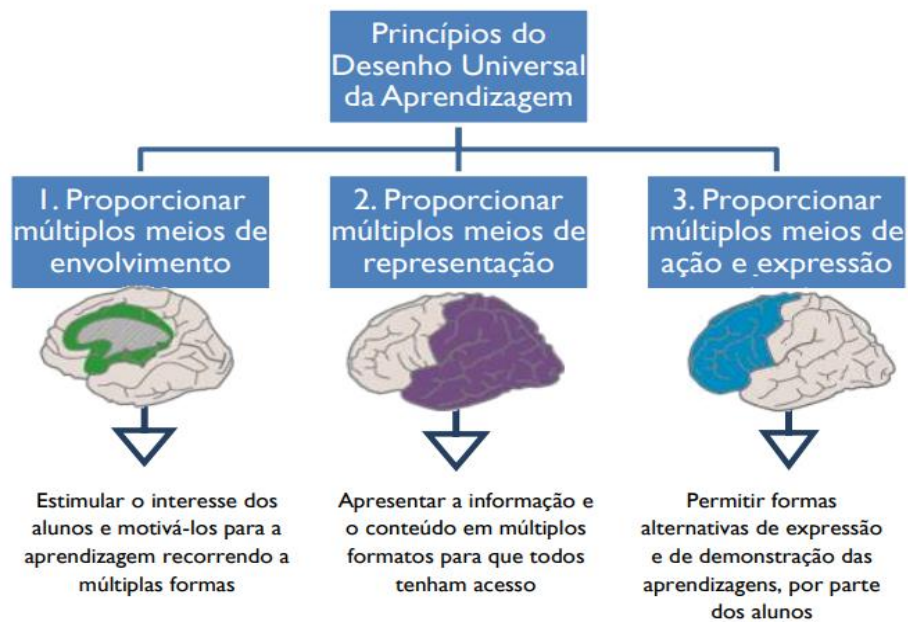 Princípios do
Desenho Universal
da Aprendizagem
1. Proporcionar
múltiplos meios de
envolvimento
2. Proporcionar
múltiplos meios de
representação
3. Proporcionar
múltiplos meios de
ação e expressão
Estimular o interesse dos
alunos e motivá-los para a
aprendizagem recorrendo a
múltiplas formas
Apresentar a informação e
o conteúdo em múltiplos
formatos para que todos
tenham acesso
Permitir formas
alternativas de expressão
e de demonstração das
aprendizagens, por parte
dos alunos